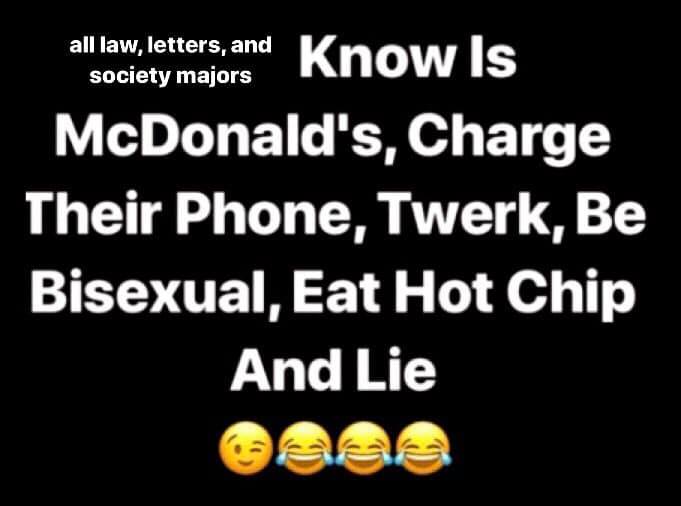 all law, letters, and
society majors
Know Is
McDonald's, Charge
Their Phone, Twerk, Be
Bisexual, Eat Hot Chip
And Lie
😉😂😂😂